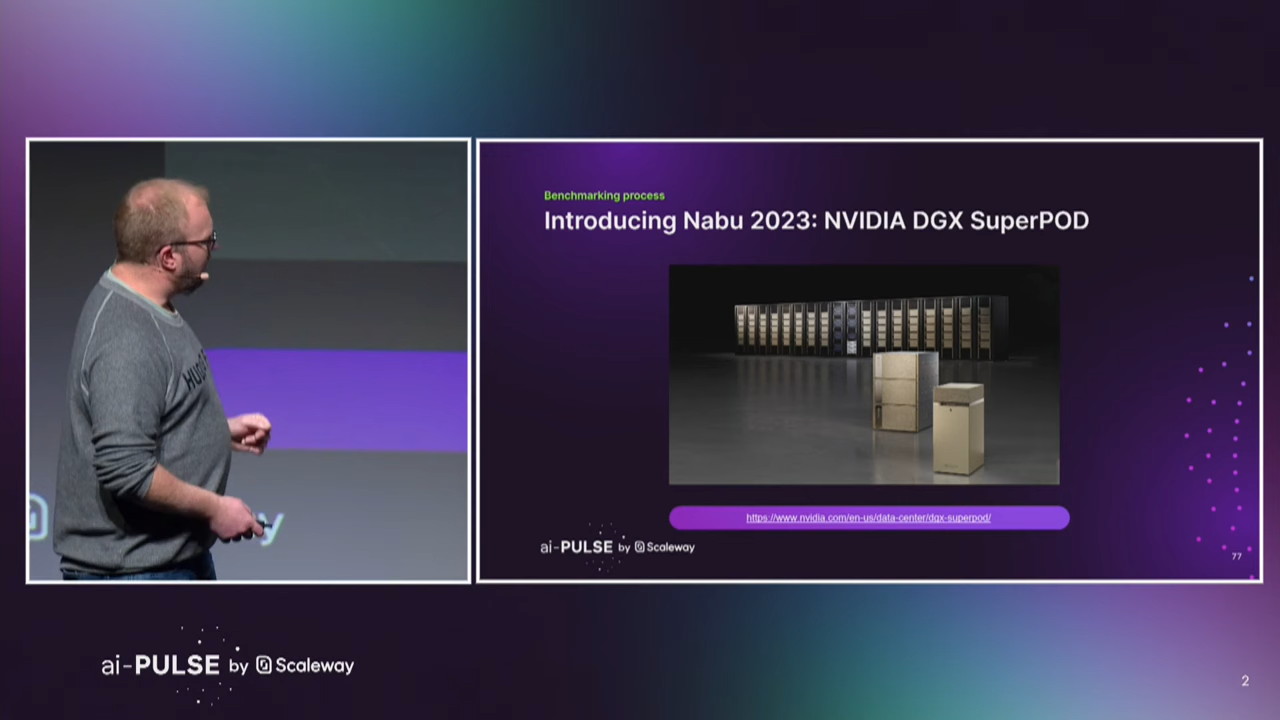 Benchmarking process
Introducing Nabu 2023: NVIDIA DGX SuperPOD
https://www.nvidia.com/en-us/data-center/dgx-superpod/
ai-PULSE by Scaleway
77
ai-PULSE by Scaleway
2